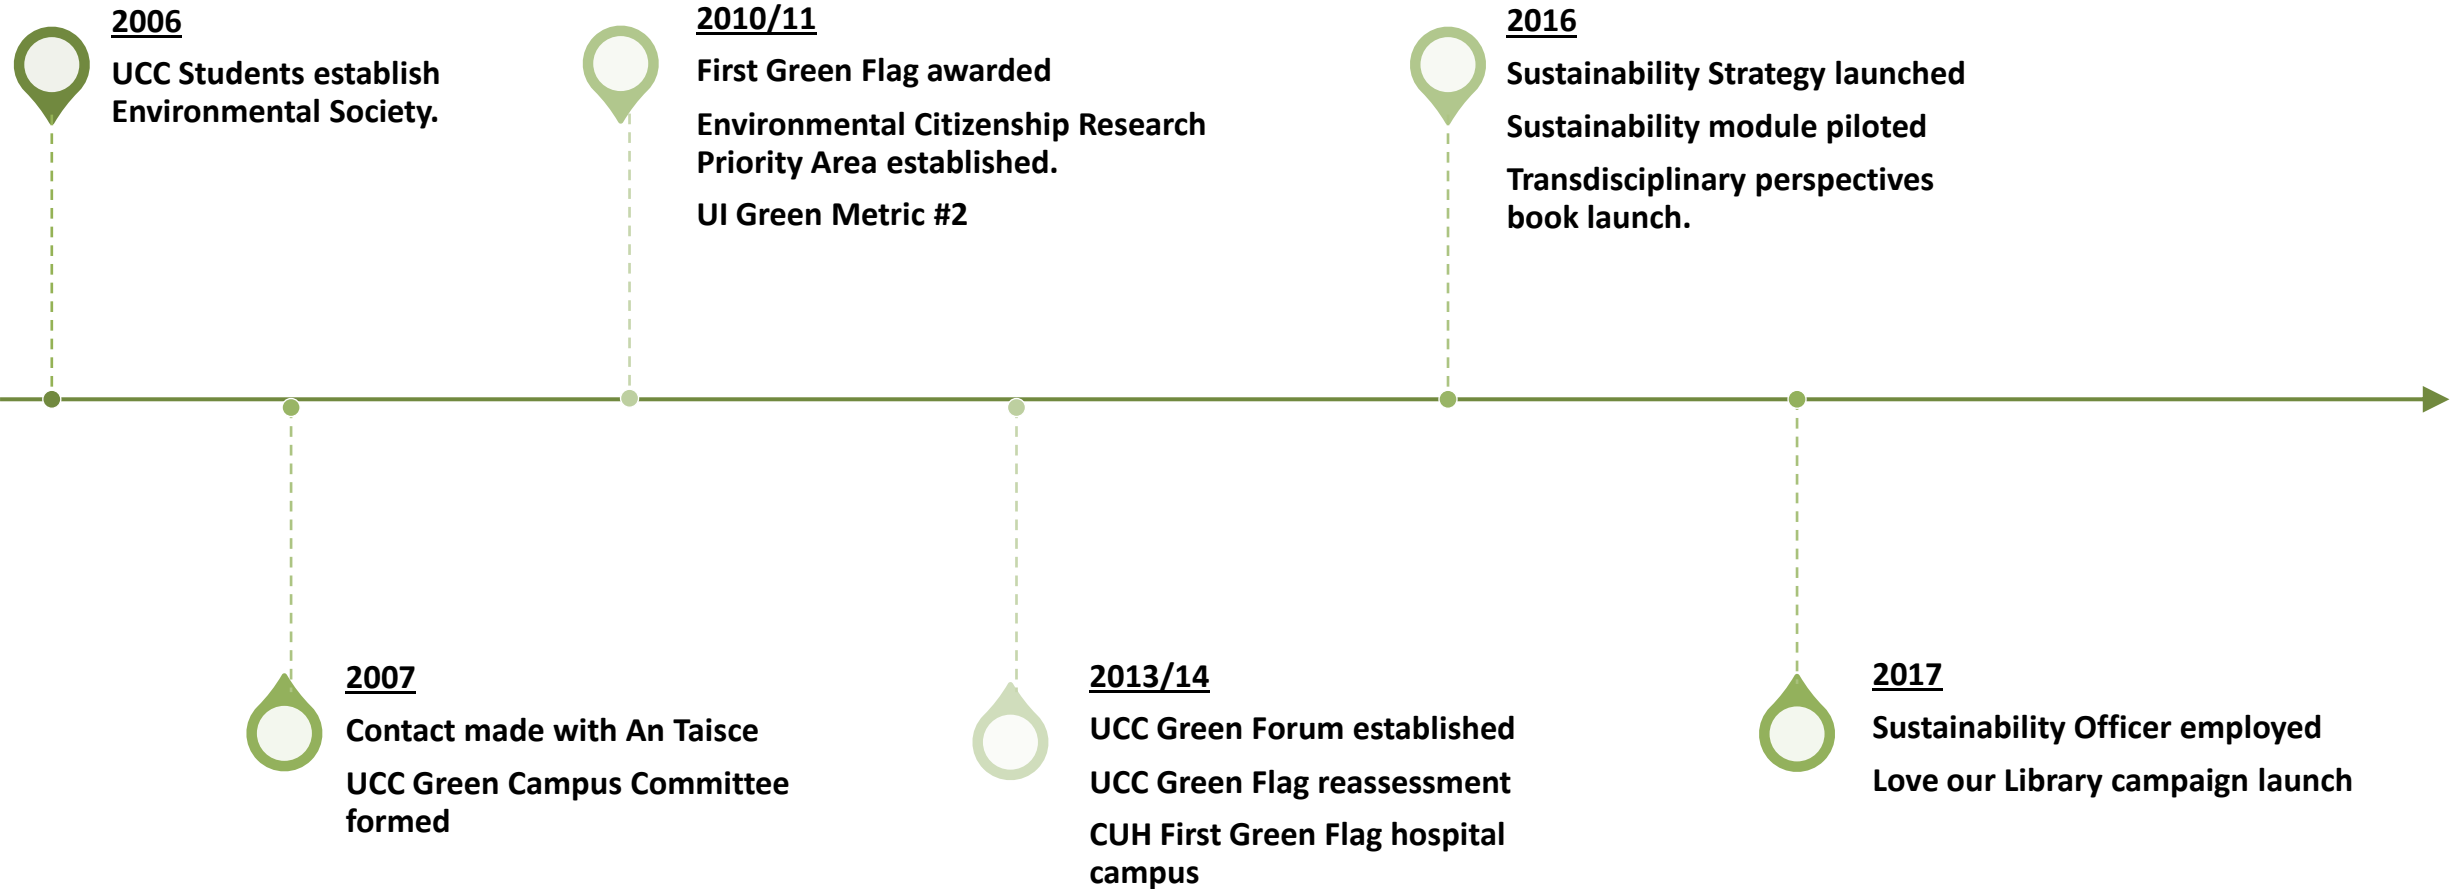 2006
UCC Students establish
Environmental Society.
2010/11
First Green Flag awarded
Environmental Citizenship Research
Priority Area established.
UI Green Metric #2
2016
Sustainability Strategy launched
Sustainability module piloted
Transdisciplinary perspectives
book launch.
2007
Contact made with An Taisce
UCC Green Campus Committee
formed
2013/14
UCC Green Forum established
UCC Green Flag reassessment
CUH First Green Flag hospital
campus
2017
Sustainability Officer employed
Love our Library campaign launch